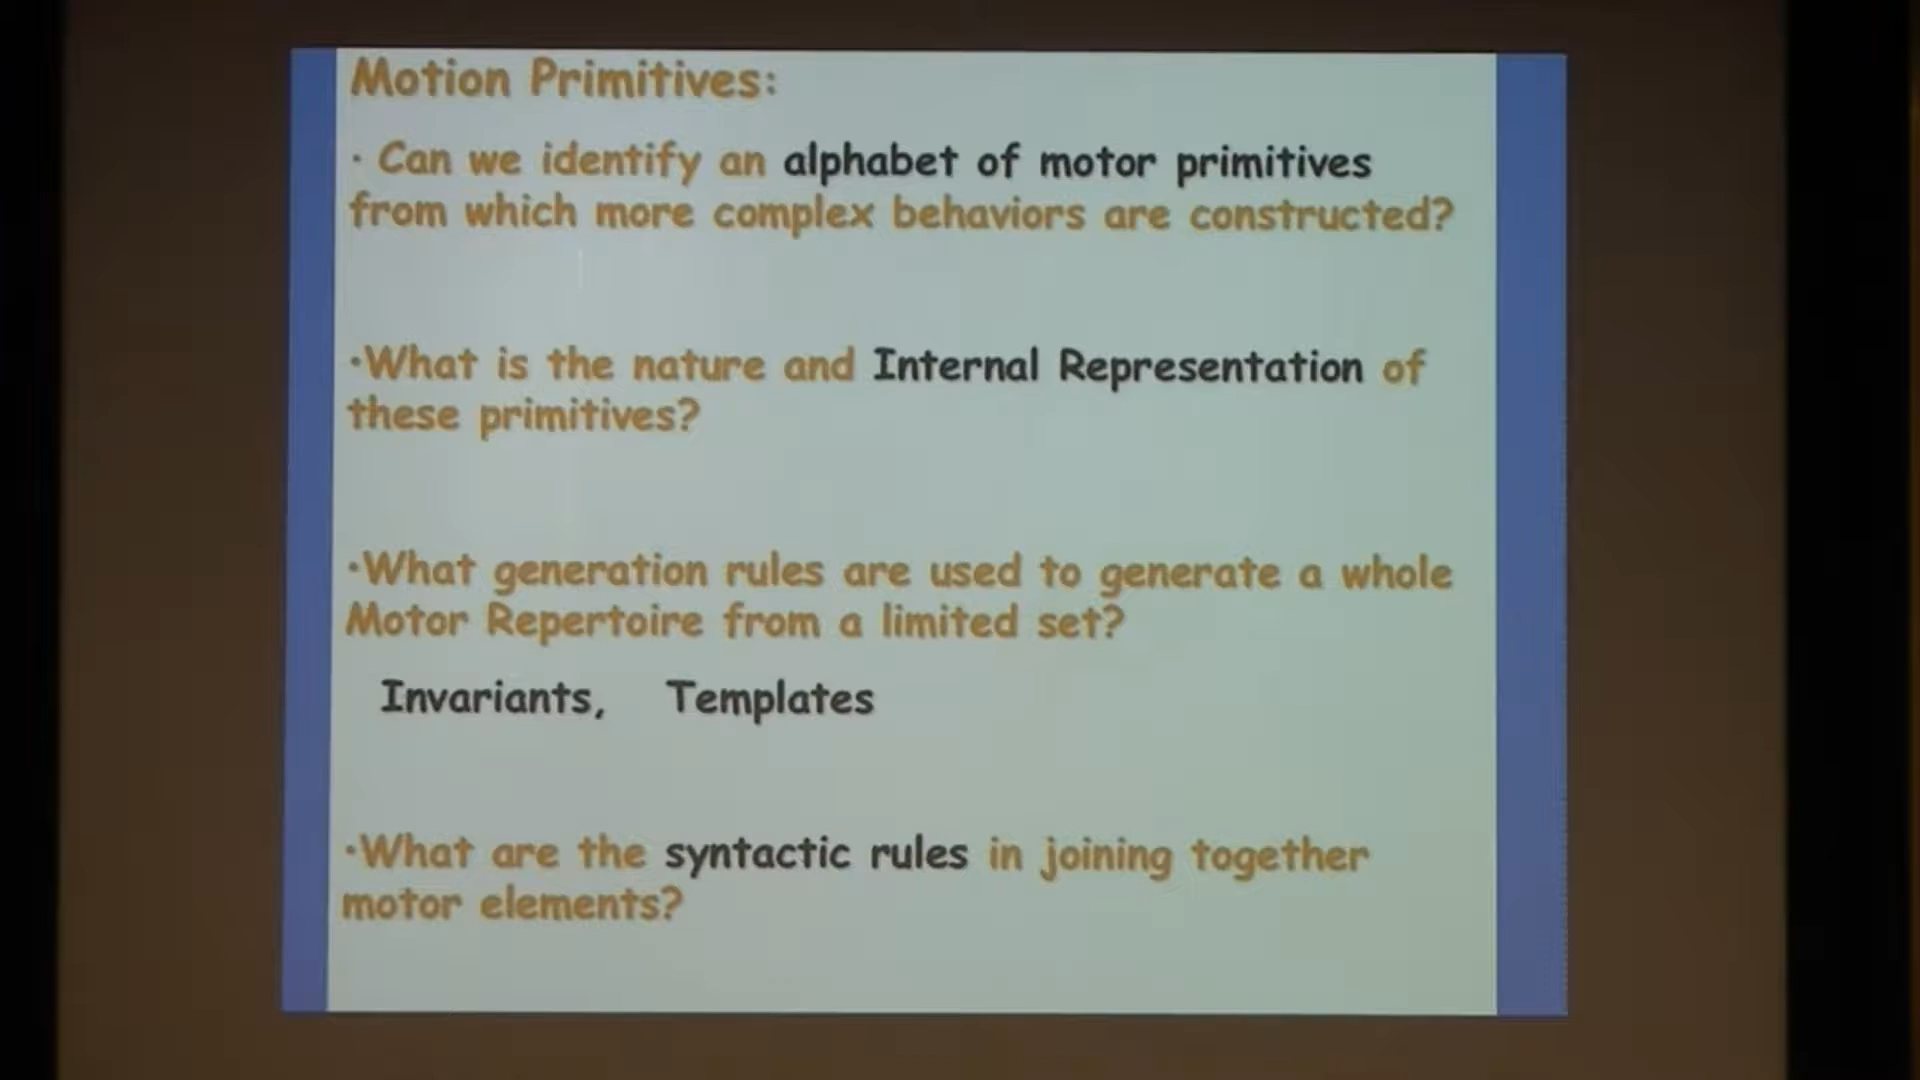 Motion Primitives:
· Can we identify an alphabet of motor primitives
from which more complex behaviors are constructed?
·What is the nature and Internal Representation of
these primitives?
·What generation rules are used to generate a whole
Motor Repertoire from a limited set?
Invariants, Templates
·What are the syntactic rules in joining together
motor elements?